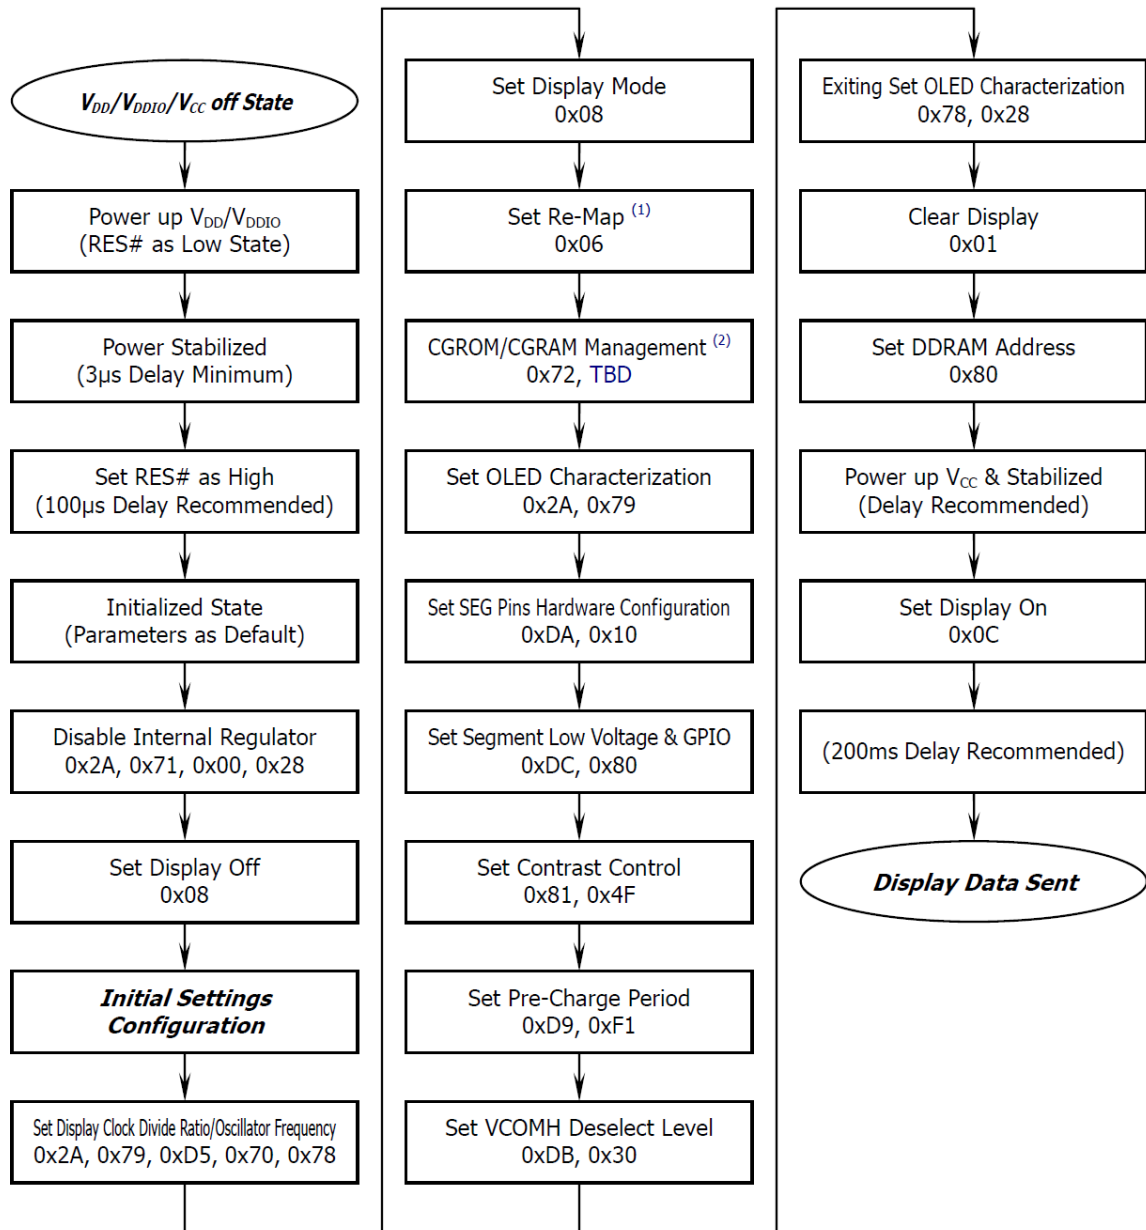 V_DD/V_DDIO/V_CC off State
Power up V_DD/V_DDIO
(RES# as Low State)
Power Stabilized
(3µs Delay Minimum)
Set RES# as High
(100µs Delay Recommended)
Initialized State
(Parameters as Default)
Disable Internal Regulator
0x2A, 0x71, 0x00, 0x28
Set Display Off
0x08
Initial Settings
Configuration
Set Display Clock Divide Ratio/Oscillator Frequency
0x2A, 0x79, 0xD5, 0x70, 0x78
Set Display Mode
0x08
Set Re-Map (1)
0x06
CGROM/CGRAM Management (2)
0x72, TBD
Set OLED Characterization
0x2A, 0x79
Set SEG Pins Hardware Configuration
0xDA, 0x10
Set Segment Low Voltage & GPIO
0xDC, 0x80
Set Contrast Control
0x81, 0x4F
Set Pre-Charge Period
0xD9, 0xF1
Set VCOMH Deselect Level
0xDB, 0x30
Exiting Set OLED Characterization
0x78, 0x28
Clear Display
0x01
Set DDRAM Address
0x80
Power up V_CC & Stabilized
(Delay Recommended)
Set Display On
0x0C
(200ms Delay Recommended)
Display Data Sent